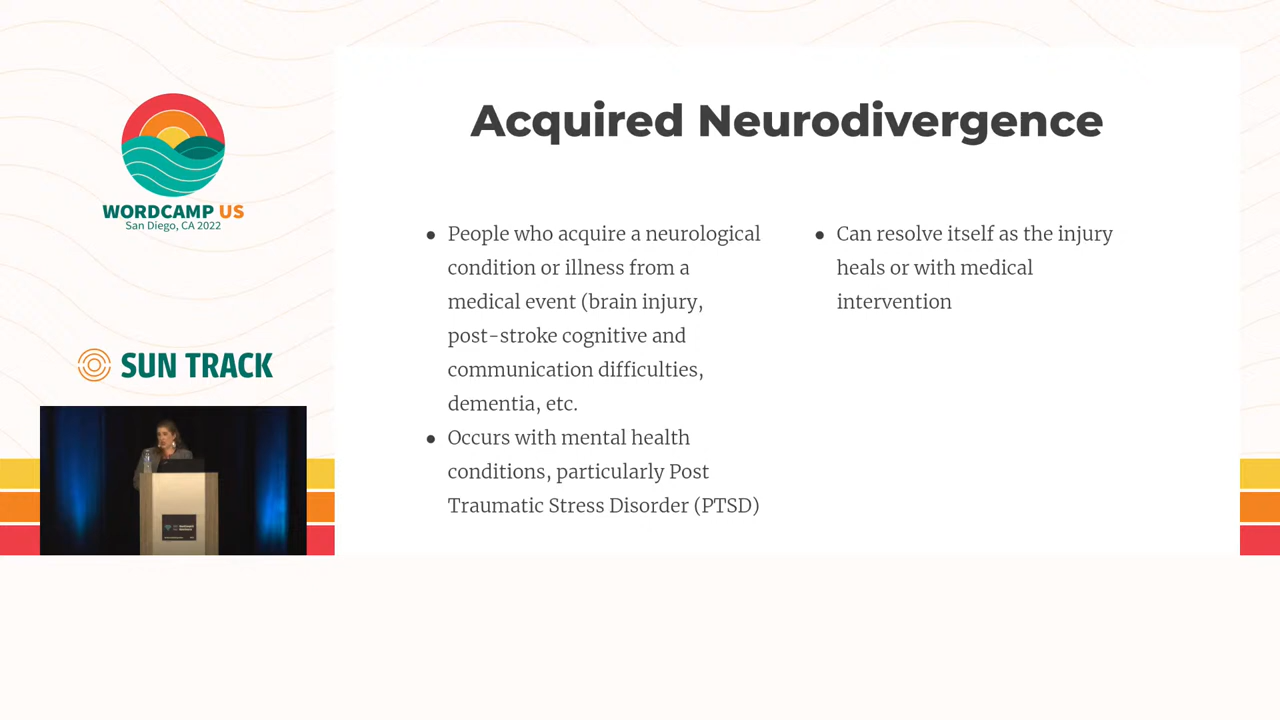 WORDCAMP US
San Diego, CA 2022
SUN TRACK
Acquired Neurodivergence
● People who acquire a neurological
condition or illness from a
medical event (brain injury,
post-stroke cognitive and
communication difficulties,
dementia, etc.
● Occurs with mental health
conditions, particularly Post
Traumatic Stress Disorder (PTSD)
● Can resolve itself as the injury
heals or with medical
intervention